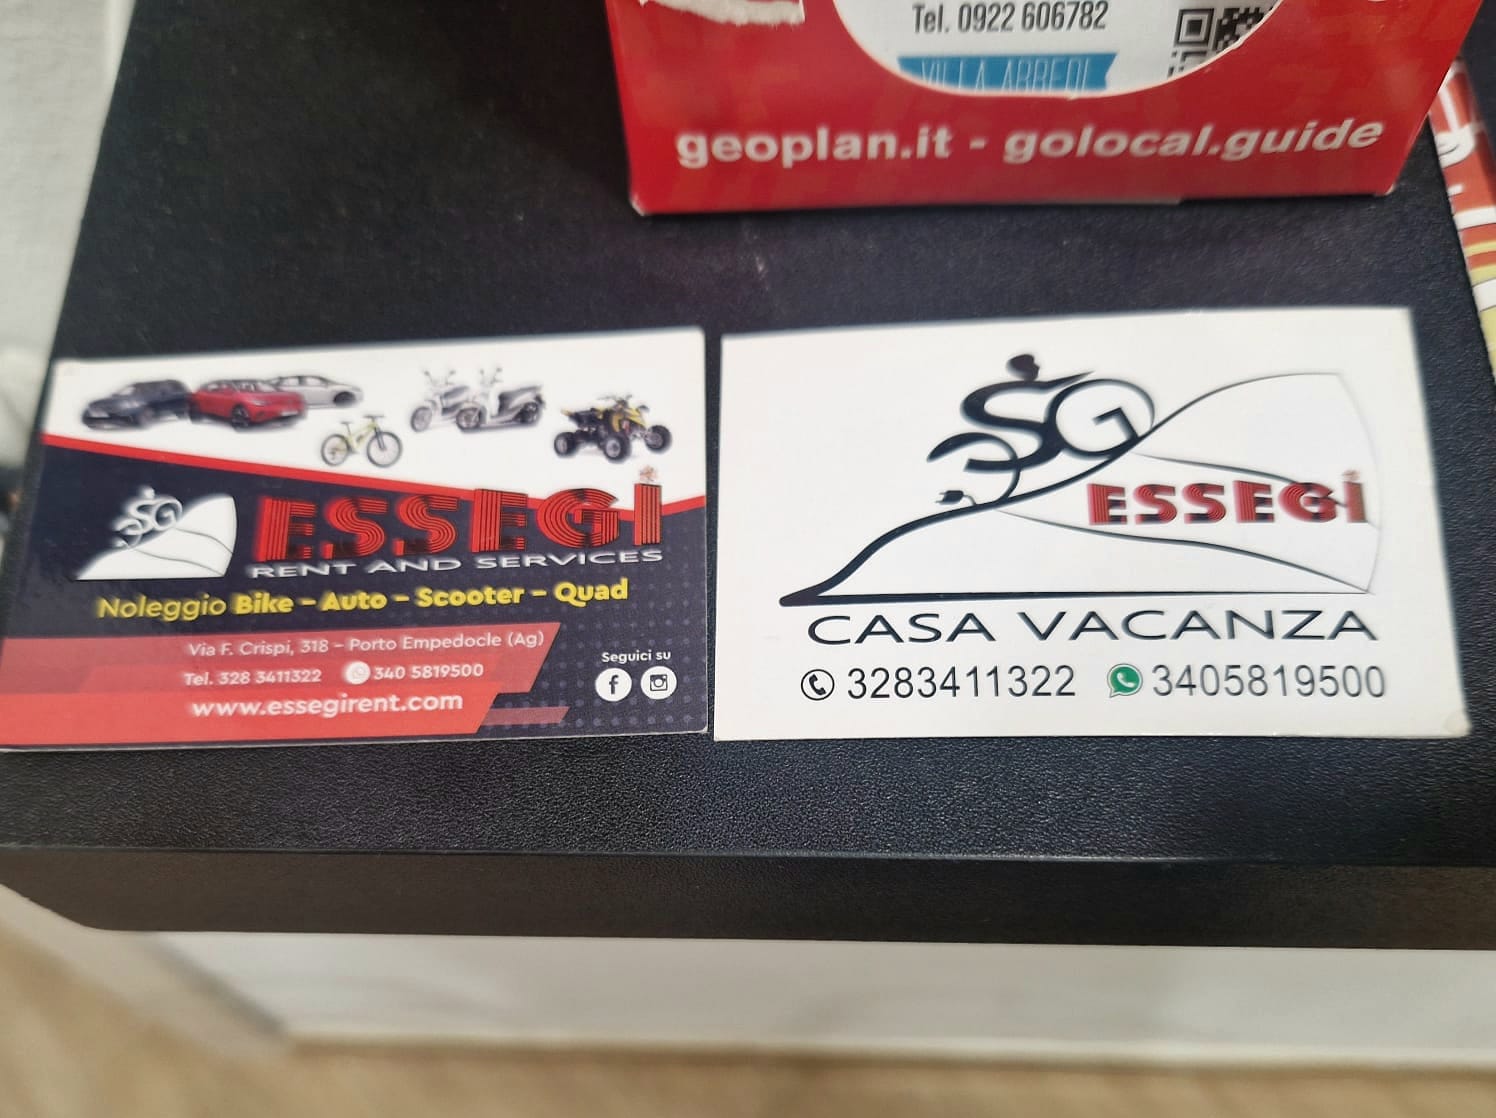 Tel. 0922 606782
VILLA ARREDI
geoplan.it - golocal.guide
SG
ESSEGI
RENT AND SERVICES
Noleggio Bike - Auto - Scooter - Quad
Via F. Crispi, 318 - Porto Empedocle (Ag)
Tel. 328 3411322 340 5819500
www.essegirent.com
Seguici su
SG
ESSEGI
CASA VACANZA
3283411322 3405819500